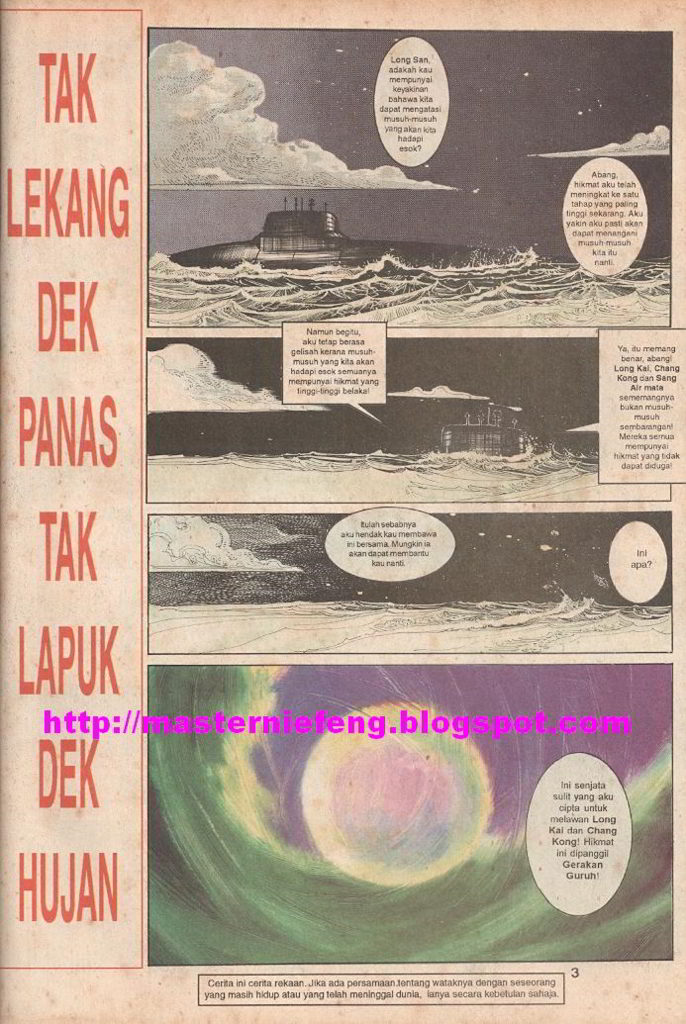 TAK
LEKANG
DEK
PANAS
TAK
LAPUK
DEK
HUJAN
Long San,
adakah kau
mempunyai
keyakinan
bahawa kita
dapat mengatasi
musuh-musuh
yang akan kita
hadapi
esok?
Abang,
hikmat aku telah
meningkat ke satu
tahap yang paling
tinggi sekarang. Aku
yakin aku pasti akan
dapat menangani
musuh-musuh
kita itu
nanti.
Namun begitu,
aku tetap berasa
gelisah kerana musuh-
musuh yang kita akan
hadapi esok semuanya
mempunyai hikmat yang
tinggi-tinggi belaka!
Ya, itu memang
benar, abang!
Long Kai, Chang
Kong dan Sang
Air mata
sememangnya
bukan musuh-
musuh
sembarangan!
Mereka semua
mempunyai
hikmat yang tidak
dapat diduga!
Itulah sebabnya
aku hendak kau membawa
ini bersama. Mungkin ia
akan dapat membantu
kau nanti.
Ini
apa?
http://masterniefeng.blogspot.com
Ini senjata
sulit yang aku
cipta untuk
melawan Long
Kai dan Chang
Kong! Hikmat
ini dipanggil
Gerakan
Guruh!
3
Cerita ini cerita rekaan. Jika ada persamaan.tentang wataknya dengan seseorang
yang masih hidup atau yang telah meninggal dunia, ianya secara kebetulan sahaja.